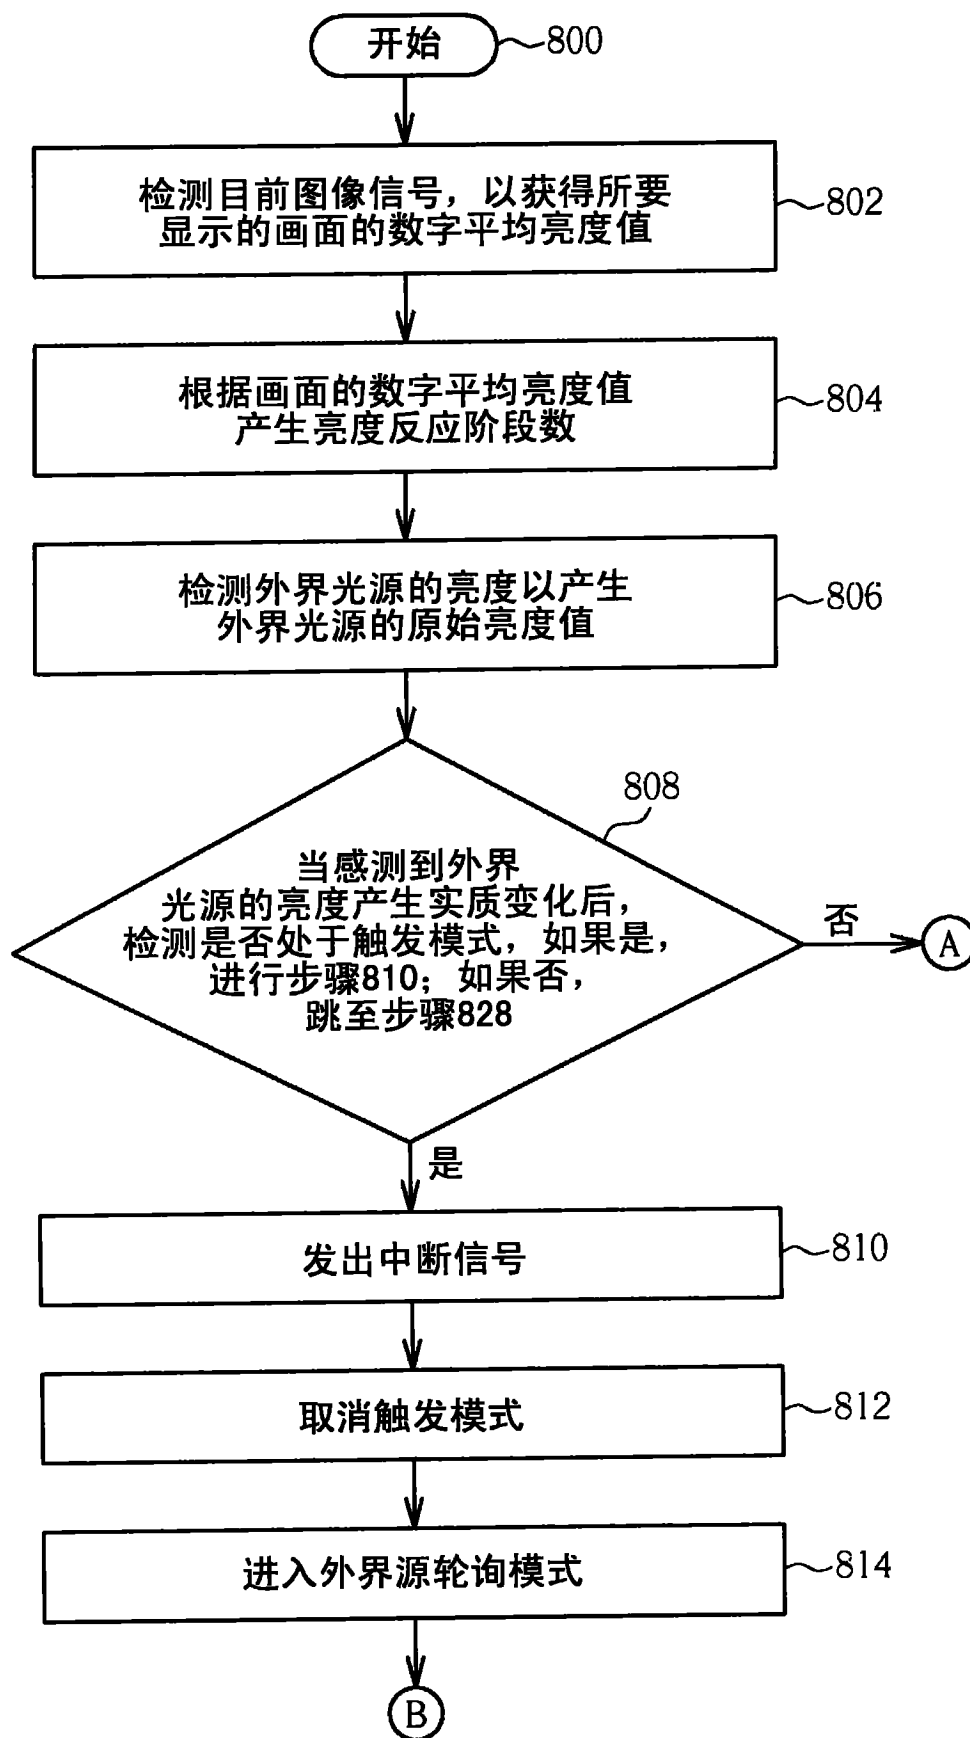 开始
800
检测目前图像信号，以获得所要
显示的画面的数字平均亮度值
802
根据画面的数字平均亮度值
产生亮度反应阶段数
804
检测外界光源的亮度以产生
外界光源的原始亮度值
806
808
当感测到外界
光源的亮度产生实质变化后，
检测是否处于触发模式，如果是，
进行步骤810；如果否，
跳至步骤828
否
A
是
发出中断信号
810
取消触发模式
812
进入外界源轮询模式
814
B